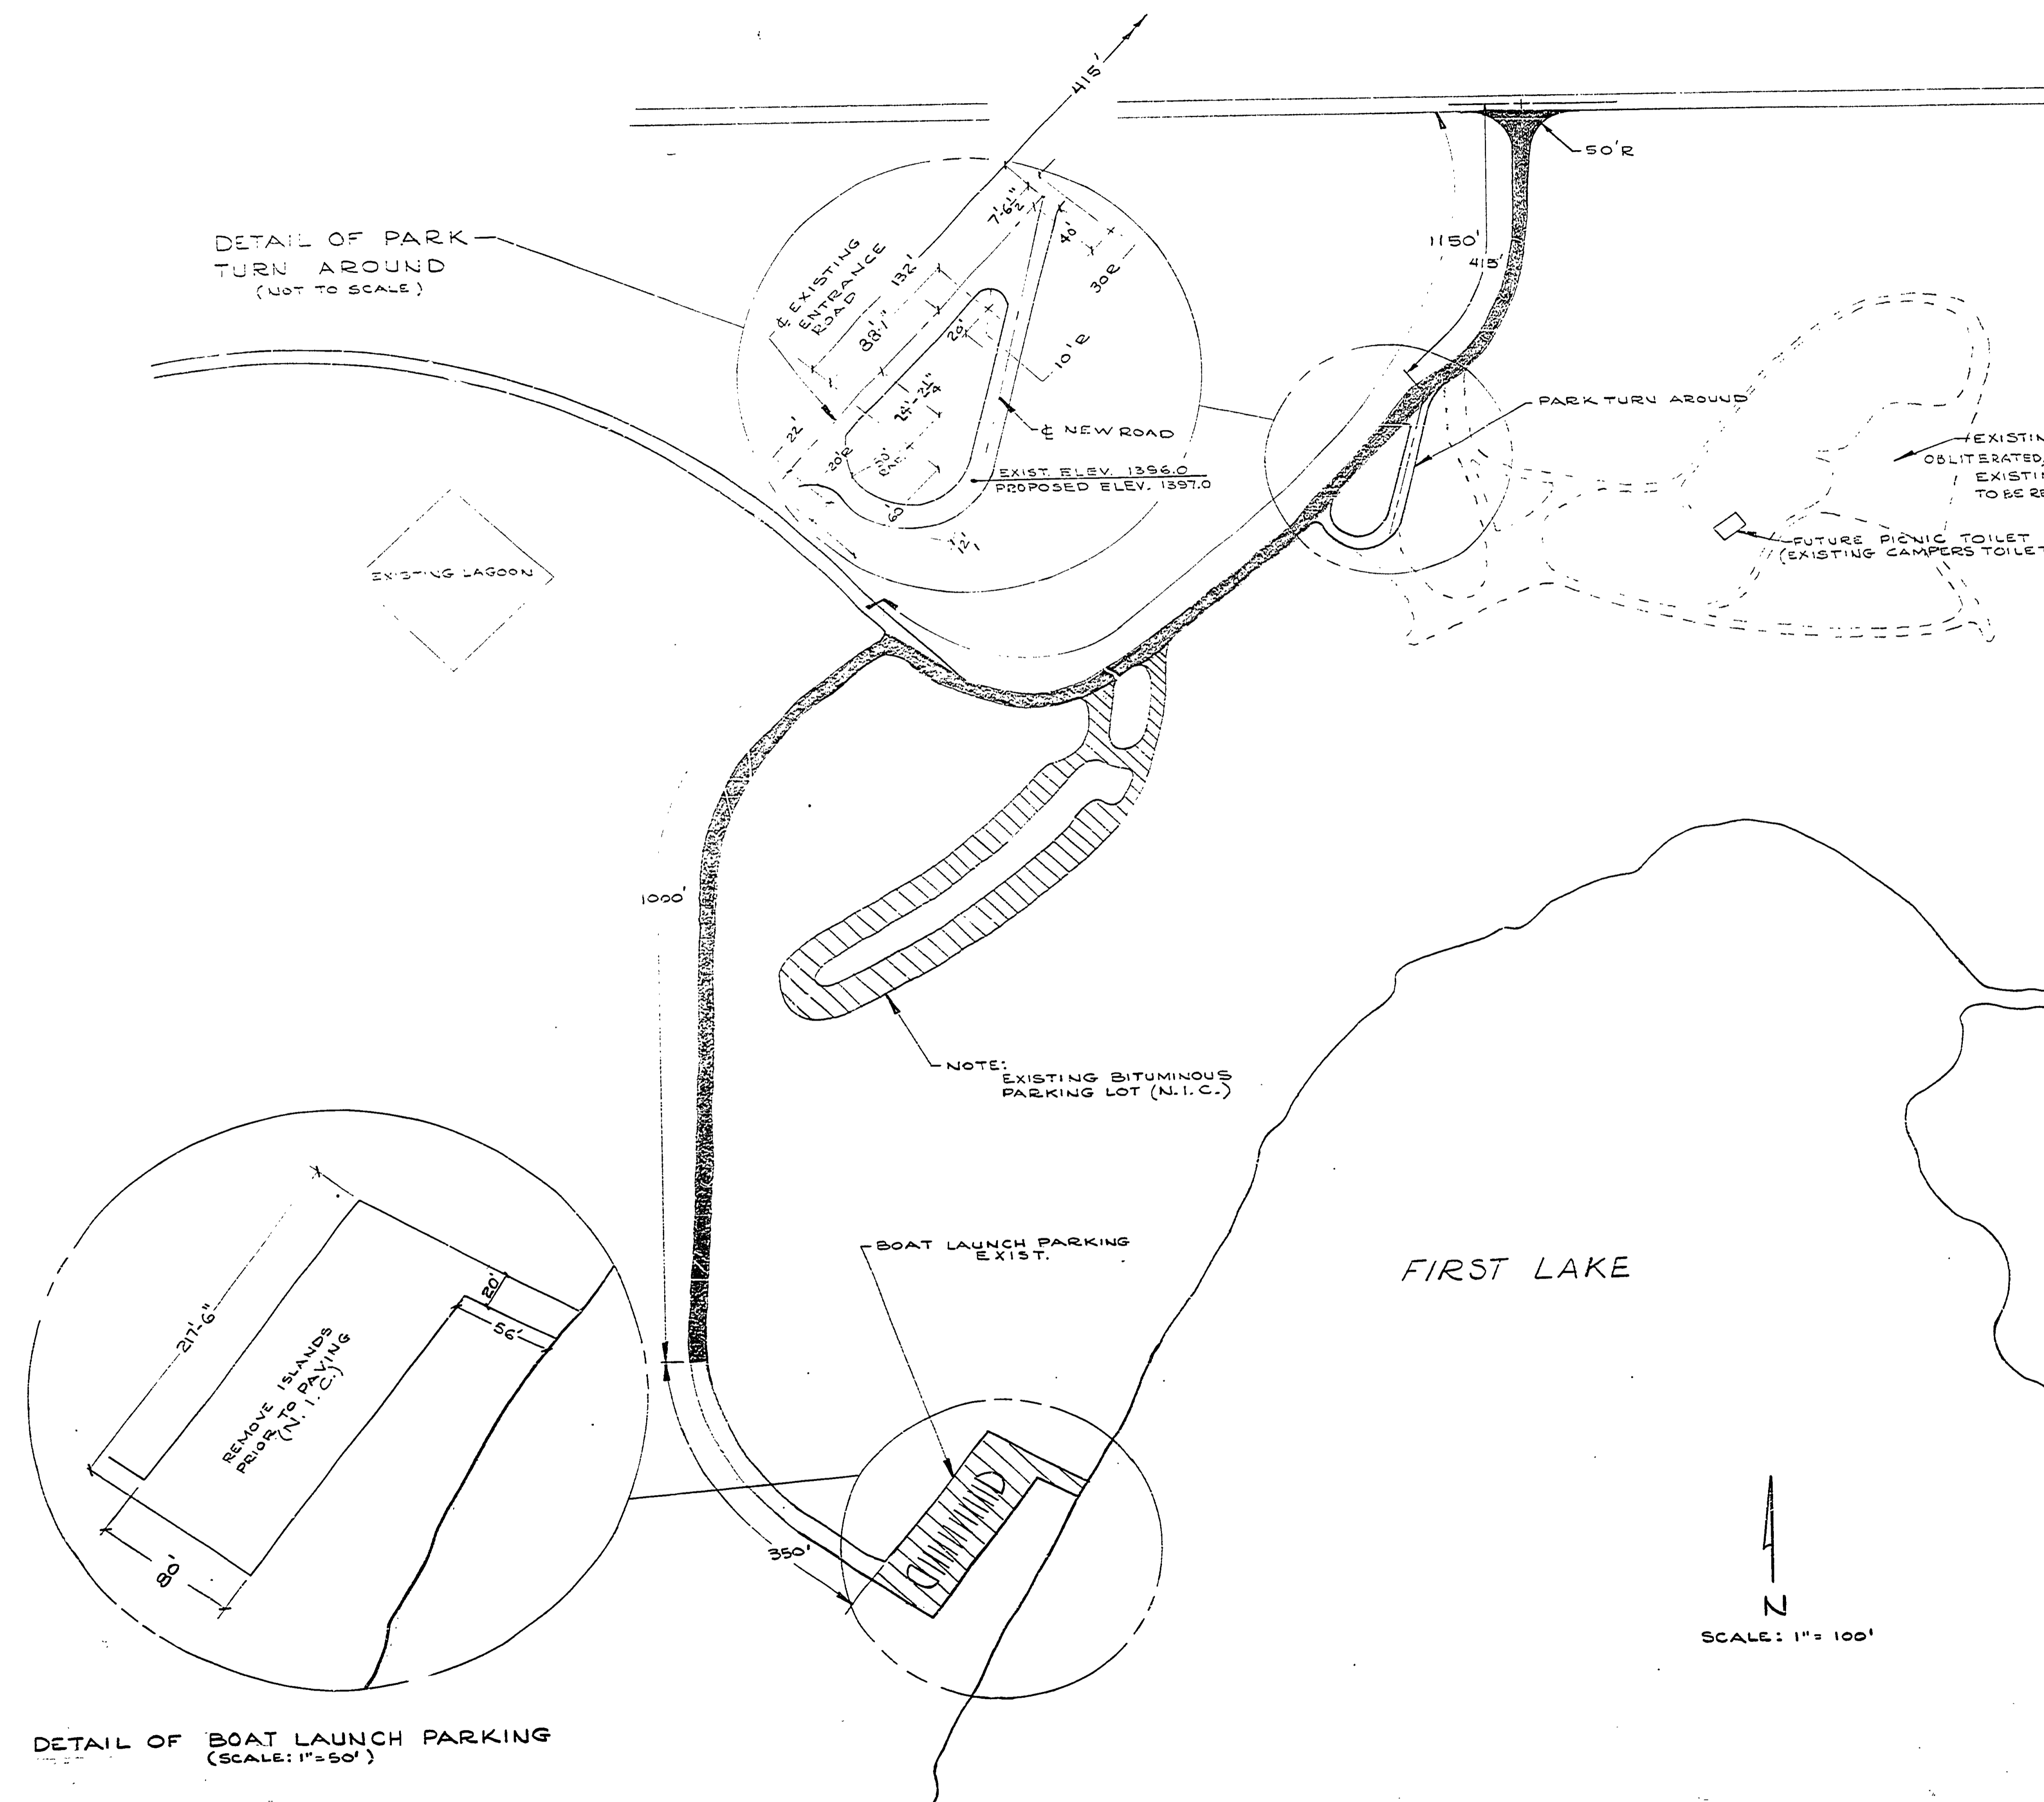 415'
50'R
DETAIL OF PARK
TURN AROUND
(NOT TO SCALE)
℄ EXISTING
ENTRANCE
ROAD
132'
88'-1"
7'-6½"
40'
30R
20'
10'R
24'-2¼"
22'
20'R
60'
12'
℄ NEW ROAD
EXIST. ELEV. 1396.0
PROPOSED ELEV. 1397.0
1150'
415'
PARK TURN AROUND
EXISTIN
OBLITERATED,
EXISTI
TO BE RE
FUTURE PICNIC TOILET
(EXISTING CAMPERS TOILET
EXISTING LAGOON
1000'
NOTE:
EXISTING BITUMINOUS
PARKING LOT (N.I.C.)
BOAT LAUNCH PARKING
EXIST.
FIRST LAKE
217'-6"
20'
56'
REMOVE ISLANDS
PRIOR TO PAVING
(N.I.C.)
80'
350'
N
SCALE: 1"= 100'
DETAIL OF BOAT LAUNCH PARKING
(SCALE: 1"=50')